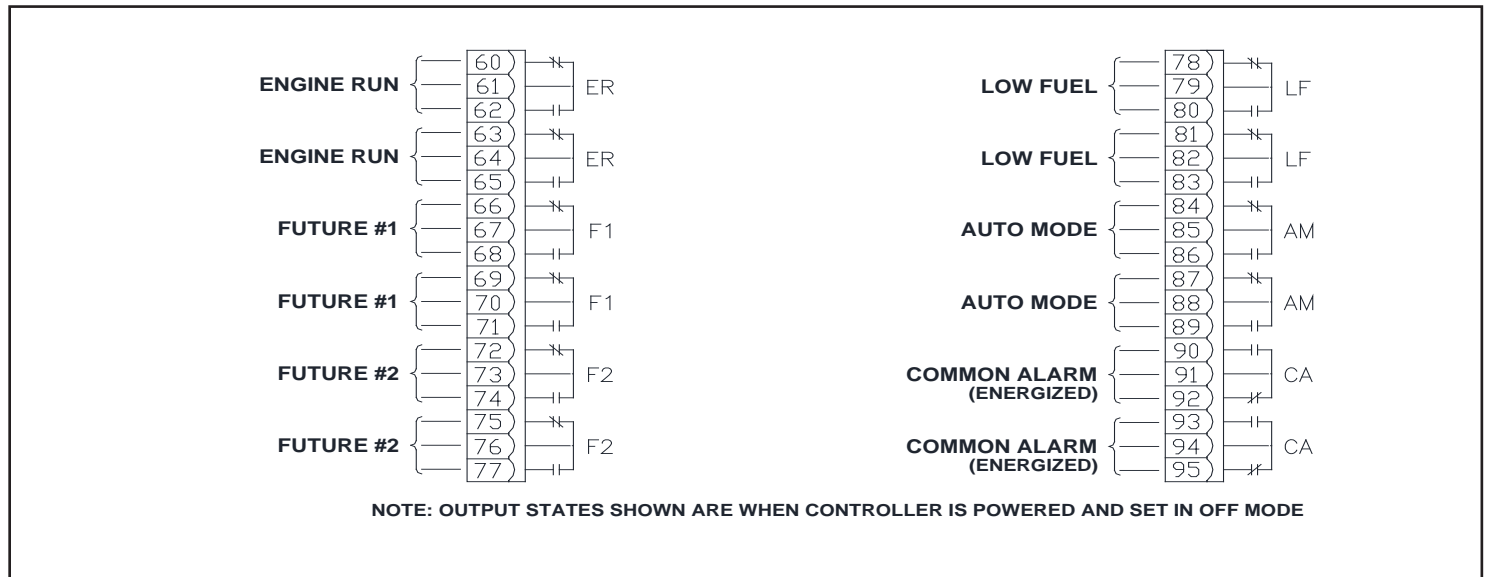 60
ENGINE RUN 61 ER
62
63
ENGINE RUN 64 ER
65
66
FUTURE #1 67 F1
68
69
FUTURE #1 70 F1
71
72
FUTURE #2 73 F2
74
75
FUTURE #2 76 F2
77
78
LOW FUEL 79 LF
80
81
LOW FUEL 82 LF
83
84
AUTO MODE 85 AM
86
87
AUTO MODE 88 AM
89
90
COMMON ALARM 91 CA
(ENERGIZED) 92
93
COMMON ALARM 94 CA
(ENERGIZED) 95
NOTE: OUTPUT STATES SHOWN ARE WHEN CONTROLLER IS POWERED AND SET IN OFF MODE